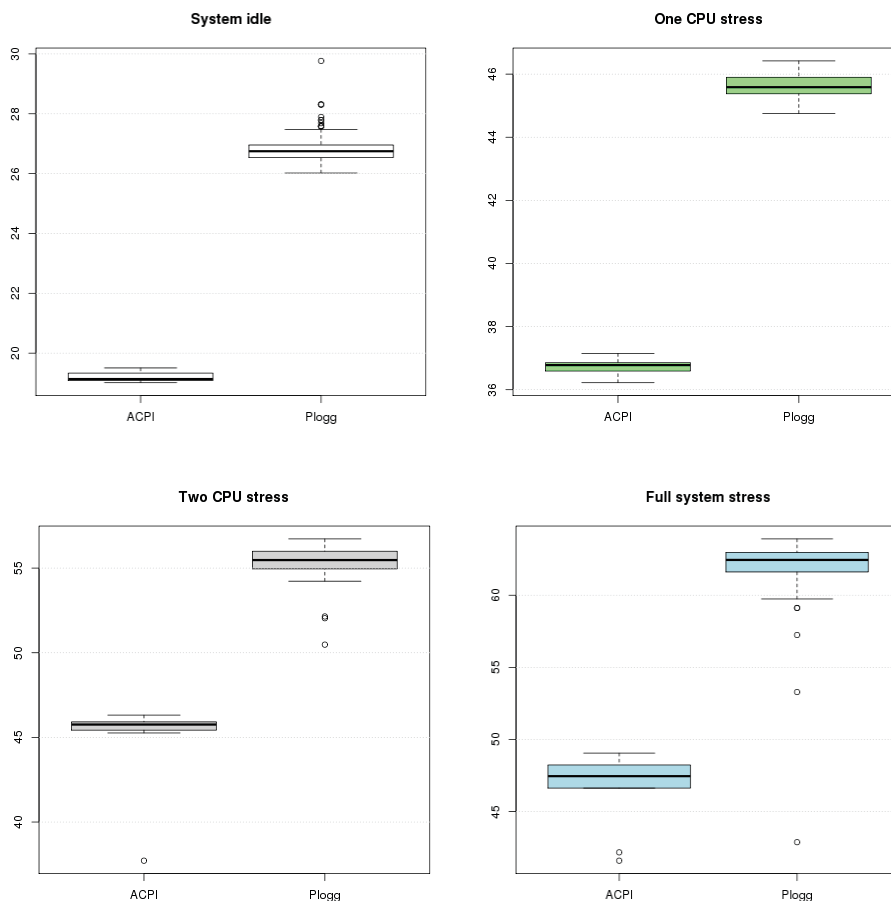 System idle
30
28
26
24
22
20
ACPI
Plogg
One CPU stress
46
44
42
40
38
36
ACPI
Plogg
Two CPU stress
55
50
45
40
ACPI
Plogg
Full system stress
60
55
50
45
ACPI
Plogg